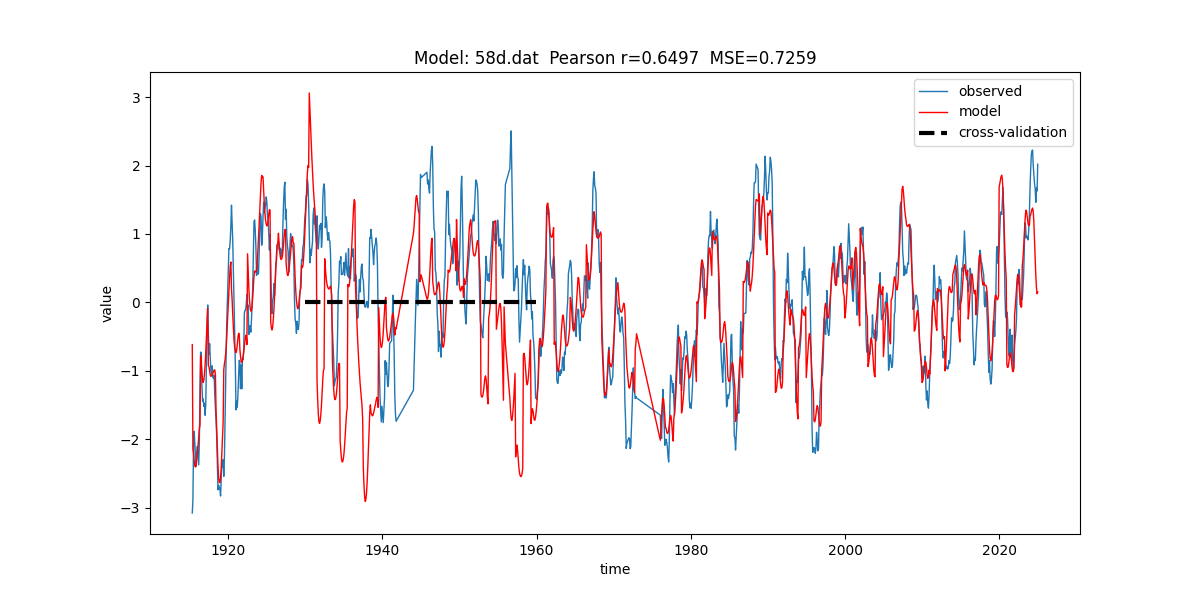 Model: 58d.dat  Pearson r=0.6497  MSE=0.7259
observed
model
cross-validation
value
3
2
1
0
−1
−2
−3
1920
1940
1960
1980
2000
2020
time